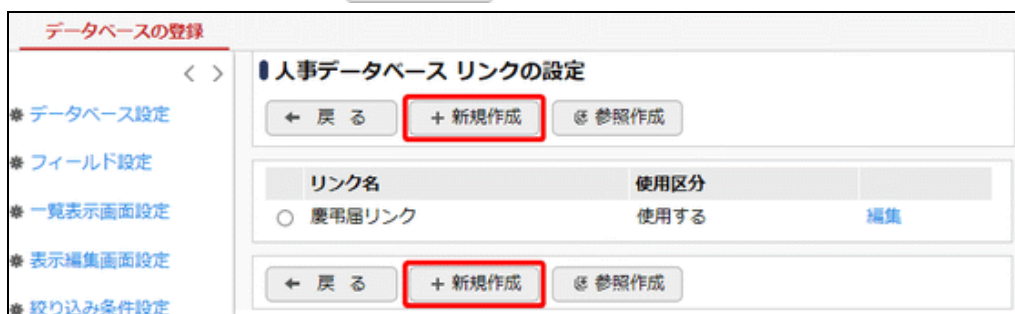 データベースの登録
< >
データベース設定
フィールド設定
一覧表示画面設定
表示編集画面設定
絞り込み条件設定
人事データベース リンクの設定
← 戻 る + 新規作成 参照作成
リンク名 使用区分
慶弔届リンク 使用する 編集
← 戻 る + 新規作成 参照作成